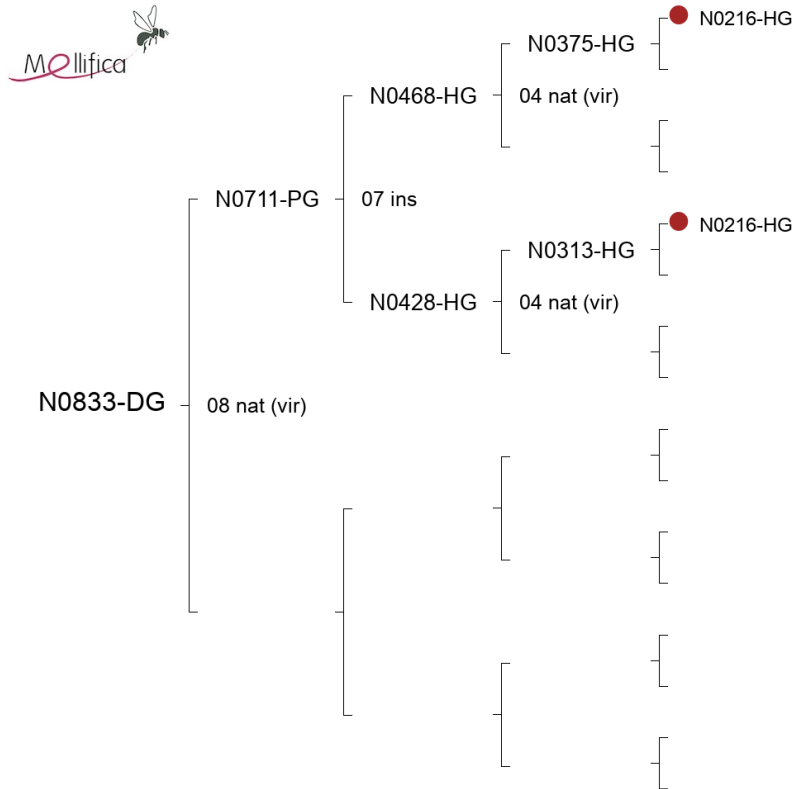 Mellifica
N0216-HG
N0375-HG
N0468-HG
04 nat (vir)
N0711-PG
07 ins
N0216-HG
N0313-HG
N0428-HG
04 nat (vir)
N0833-DG
08 nat (vir)